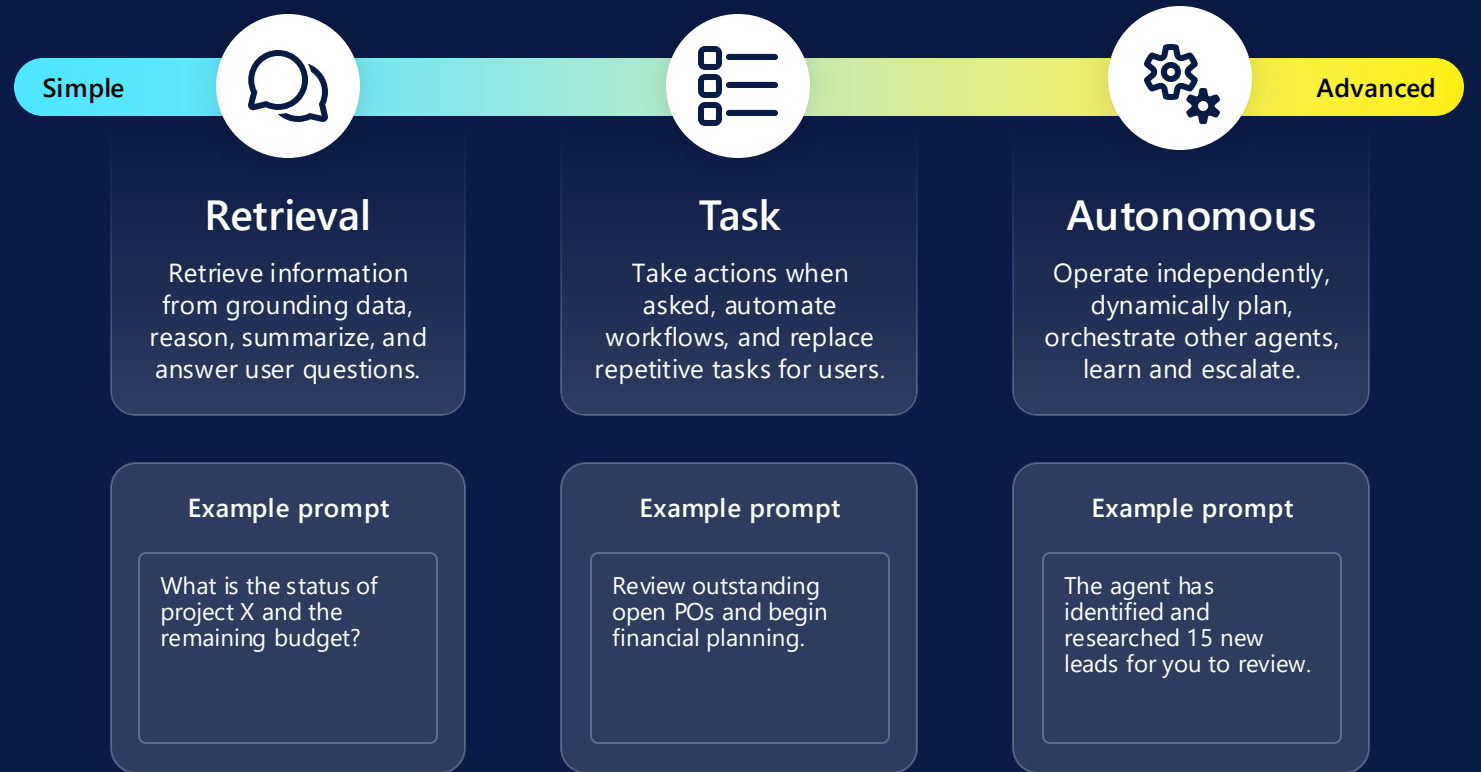 Simple
Advanced
Retrieval
Retrieve information
from grounding data,
reason, summarize, and
answer user questions.
Task
Take actions when
asked, automate
workflows, and replace
repetitive tasks for users.
Autonomous
Operate independently,
dynamically plan,
orchestrate other agents,
learn and escalate.
Example prompt
What is the status of
project X and the
remaining budget?
Example prompt
Review outstanding
open POs and begin
financial planning.
Example prompt
The agent has
identified and
researched 15 new
leads for you to review.